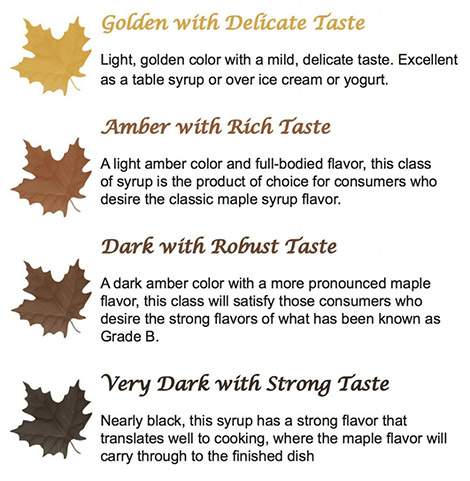 Golden with Delicate Taste
Light, golden color with a mild, delicate taste. Excellent
as a table syrup or over ice cream or yogurt.
Amber with Rich Taste
A light amber color and full-bodied flavor, this class
of syrup is the product of choice for consumers who
desire the classic maple syrup flavor.
Dark with Robust Taste
A dark amber color with a more pronounced maple
flavor, this class will satisfy those consumers who
desire the strong flavors of what has been known as
Grade B.
Very Dark with Strong Taste
Nearly black, this syrup has a strong flavor that
translates well to cooking, where the maple flavor will
carry through to the finished dish